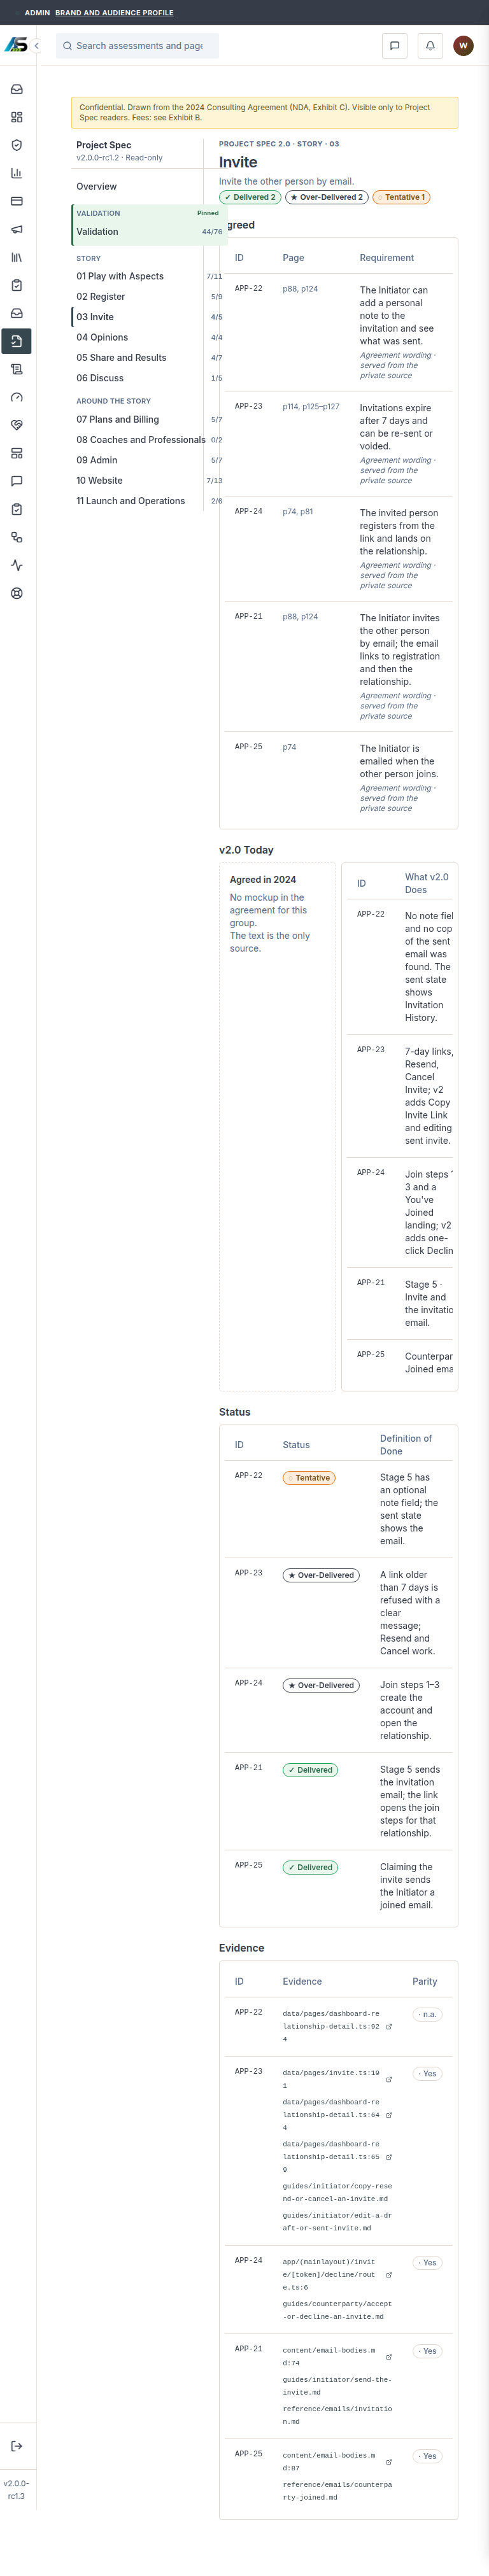 ADMIN BRAND AND AUDIENCE PROFILE
Search assessments and page
W
Confidential. Drawn from the 2024 Consulting Agreement (NDA, Exhibit C). Visible only to Project
Spec readers. Fees: see Exhibit B.
Project Spec
v2.0.0-rc1.2 · Read-only
Overview
VALIDATION Pinned
Validation 44/76
STORY
01 Play with Aspects 7/11
02 Register 5/9
03 Invite 4/5
04 Opinions 4/4
05 Share and Results 4/7
06 Discuss 1/5
AROUND THE STORY
07 Plans and Billing 5/7
08 Coaches and Professionals 0/2
09 Admin 5/7
10 Website 7/13
11 Launch and Operations 2/6
v2.0.0-
rc1.3
PROJECT SPEC 2.0 · STORY · 03
Invite
Invite the other person by email.
✓ Delivered 2 ★ Over-Delivered 2 Tentative 1
greed
ID Page Requirement
APP-22 p88, p124 The Initiator can
add a personal
note to the
invitation and see
what was sent.
Agreement wording ·
served from the
private source
APP-23 p114, p125–p127 Invitations expire
after 7 days and
can be re-sent or
voided.
Agreement wording ·
served from the
private source
APP-24 p74, p81 The invited person
registers from the
link and lands on
the relationship.
Agreement wording ·
served from the
private source
APP-21 p88, p124 The Initiator invites
the other person
by email; the email
links to registration
and then the
relationship.
Agreement wording ·
served from the
private source
APP-25 p74 The Initiator is
emailed when the
other person joins.
Agreement wording ·
served from the
private source
v2.0 Today
Agreed in 2024
No mockup in the
agreement for this
group.
The text is the only
source.
ID What v2.0
Does
APP-22 No note fiel
and no cop
of the sent
email was
found. The
sent state
shows
Invitation
History.
APP-23 7-day links,
Resend,
Cancel
Invite; v2
adds Copy
Invite Link
and editing
sent invite.
APP-24 Join steps
3 and a
You've
Joined
landing; v2
adds one-
click Declin
APP-21 Stage 5 ·
Invite and
the invitatic
email.
APP-25 Counterpar
Joined ema
Status
ID Status Definition of
Done
APP-22 Tentative Stage 5 has
an optional
note field; the
sent state
shows the
email.
APP-23 ★ Over-Delivered A link older
than 7 days is
refused with a
clear
message;
Resend and
Cancel work.
APP-24 ★ Over-Delivered Join steps 1–3
create the
account and
open the
relationship.
APP-21 ✓ Delivered Stage 5 sends
the invitation
email; the link
opens the join
steps for that
relationship.
APP-25 ✓ Delivered Claiming the
invite sends
the Initiator a
joined email.
Evidence
ID Evidence Parity
APP-22 data/pages/dashboard-re · n.a.
lationship-detail.ts:92
4
APP-23 data/pages/invite.ts:19 · Yes
1
data/pages/dashboard-re
lationship-detail.ts:64
4
data/pages/dashboard-re
lationship-detail.ts:65
9
guides/initiator/copy-rese
nd-or-cancel-an-invite.md
guides/initiator/edit-a-dr
aft-or-sent-invite.md
APP-24 app/(mainlayout)/invit · Yes
e/[token]/decline/rout
e.ts:6
guides/counterparty/accept
-or-decline-an-invite.md
APP-21 content/email-bodies.m · Yes
d:74
guides/initiator/send-the-
invite.md
reference/emails/invitatio
n.md
APP-25 content/email-bodies.m · Yes
d:87
reference/emails/counterpa
rty-joined.md